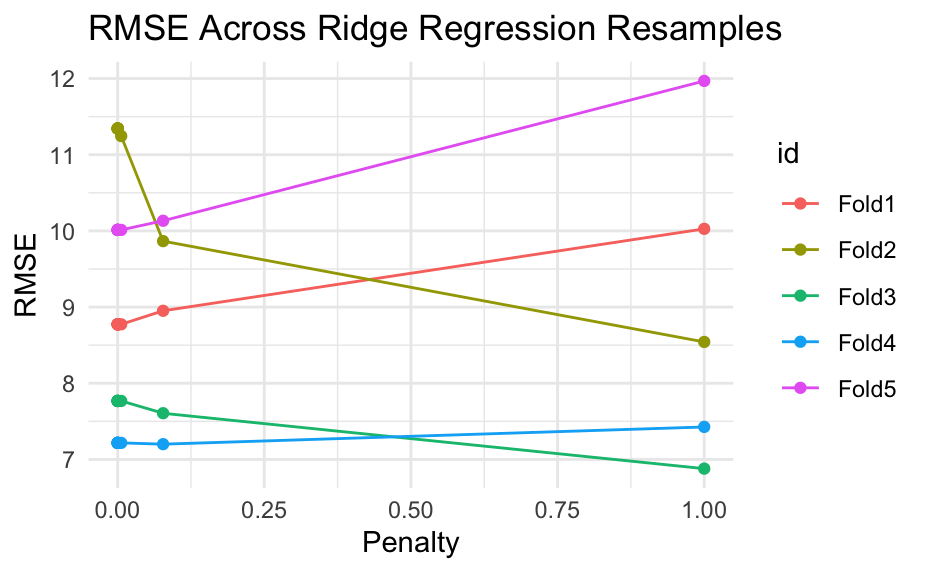 RMSE Across Ridge Regression Resamples
12
11
10
9
8
7
RMSE
0.00 0.25 0.50 0.75 1.00
Penalty
id
Fold1
Fold2
Fold3
Fold4
Fold5